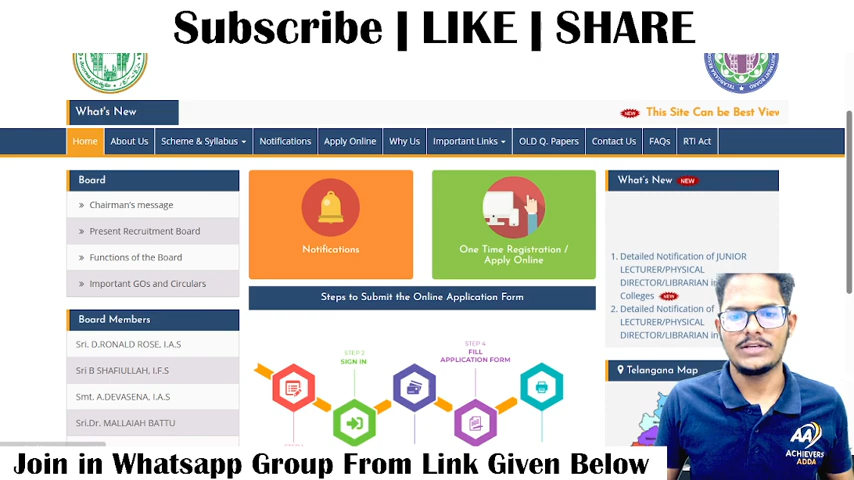 Subscribe | LIKE | SHARE
What's New
This Site Can be Best View
Home
About Us
Scheme & Syllabus
Notifications
Apply Online
Why Us
Important Links
OLD Q. Papers
Contact Us
FAQs
RTI Act
Board
Chairman's message
Present Recruitment Board
Functions of the Board
Important GOs and Circulars
Board Members
Sri. D.RONALD ROSE, I.A.S
Sri B SHAFIULLAH, I.F.S
Smt. A.DEVASENA, I.A.S
Sri.Dr. MALLAIAH BATTU
Notifications
One Time Registration /
Apply Online
Steps to Submit the Online Application Form
STEP 2
SIGN IN
STEP 4
FILL
APPLICATION FORM
What's New NEW
1. Detailed Notification of JUNIOR
LECTURER/PHYSICAL
DIRECTOR/LIBRARIAN in
Colleges
2. Detailed Notification of
LECTURER/PHYSICAL
DIRECTOR/LIBRARIAN
Telangana Map
AA
ACHIEVERS
ADDA
Join in Whatsapp Group From Link Given Below